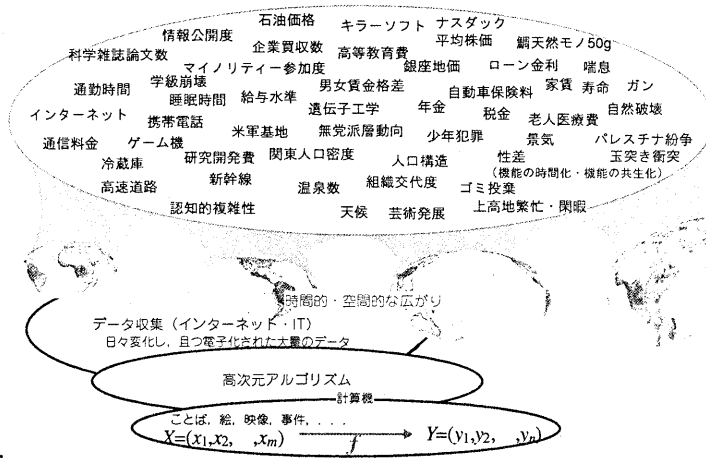 石油価格 キラーソフト ナスダック
情報公開度 企業買収数 高等教育費 平均株価 鯛天然モノ50g
科学雑誌論文数 マイノリティー参加度 銀座地価 ローン金利 喘息
通勤時間 学級崩壊 男女賃金格差 自動車保険料 家賃 寿命 ガン
睡眠時間 給与水準
インターネット 携帯電話 遺伝子工学 年金 税金 老人医療費 自然破壊
通信料金 ゲーム機 米軍基地 無党派層動向 少年犯罪 景気 パレスチナ紛争
冷蔵庫 研究開発費 関東人口密度 人口構造 性差 玉突き衝突
(機能の時間化・機能の共生化)
高速道路 新幹線 温泉数 組織交代度 ゴミ投棄
認知的複雑性 天候 芸術発展 上高地繁忙・閑暇
時間的・空間的な広がり
データ収集(インターネット・IT)
日々変化し,且つ電子化された大量のデータ
高次元アルゴリズム
計算機
ことば,絵,映像,事件,....
X=(x1,x2, ,xm) f Y=(y1,y2, ,yn)